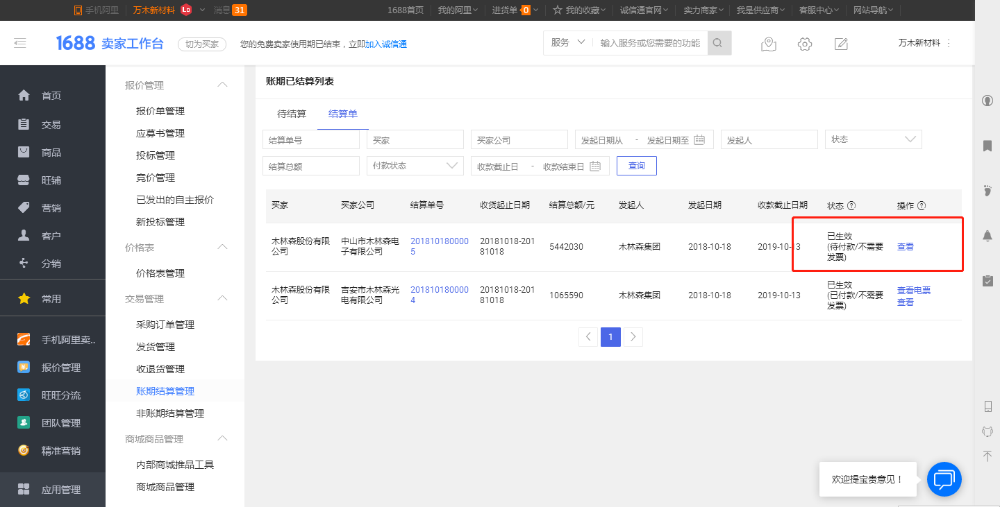 手机阿里 万木新材料 L0 消息 31 1688首页 我的阿里 进货单 0 我的收藏 诚信通官网 实力商家 我是供应商 客服中心 网站导航
1688 卖家工作台 切为买家 您的免费卖家使用期已结束，立即加入诚信通 服务 输入服务或您需要的功能 万木新材料
首页
交易
商品
旺铺
营销
客户
分销
常用
手机阿里卖..
报价管理
旺旺分流
团队管理
精准营销
应用管理
报价管理
报价单管理
应募书管理
投标管理
竞价管理
已发出的自主报价
新投标管理
价格表
价格表管理
交易管理
采购订单管理
发货管理
收退货管理
账期结算管理
非账期结算管理
商城商品管理
内部商城推品工具
商城商品管理
账期已结算列表
待结算 结算单
结算单号 买家 买家公司 发起日期从 - 发起日期至 发起人 状态
结算总额 付款状态 收款截止日 - 收款结束日 查询
买家 买家公司 结算单号 收货起止日期 结算总额/元 发起人 发起日期 收款截止日期 状态 ? 操作 ?
木林森股份有限公司 中山市木林森电子有限公司 2018101800005 20181018-20181018 5442030 木林森集团 2018-10-18 2019-10-13 已生效(待付款/不需要发票) 查看
木林森股份有限公司 吉安市木林森光电有限公司 2018101800004 20181018-20181018 1065590 木林森集团 2018-10-18 2019-10-13 已生效(已付款/不需要发票) 查看电票 查看
1
欢迎提宝贵意见！